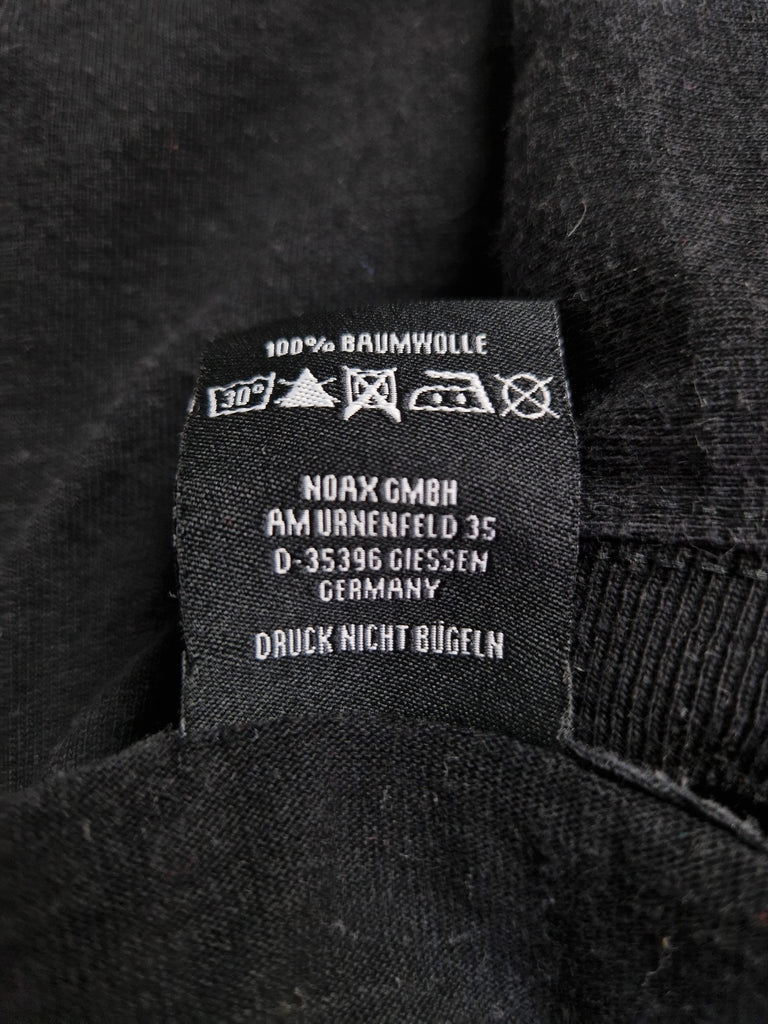 100% BAUMWOLLE
30°
NOAX GMBH
AM URNENFELD 35
D-35396 GIESSEN
GERMANY
DRUCK NICHT BÜGELN